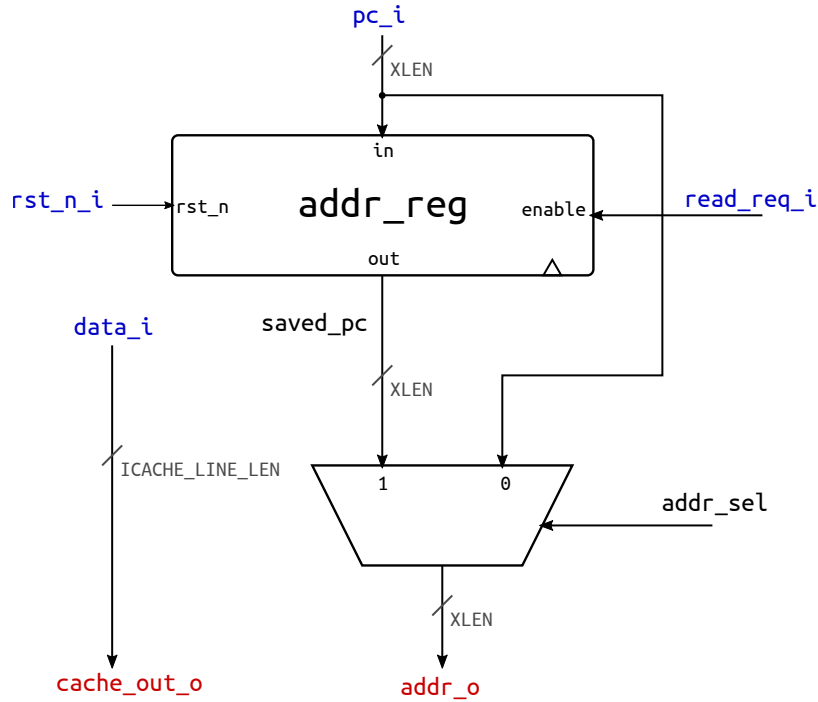 pc_i
XLEN
in
rst_n_i
rst_n
addr_reg
enable
read_req_i
out
data_i
saved_pc
XLEN
ICACHE_LINE_LEN
1
0
addr_sel
XLEN
cache_out_o
addr_o